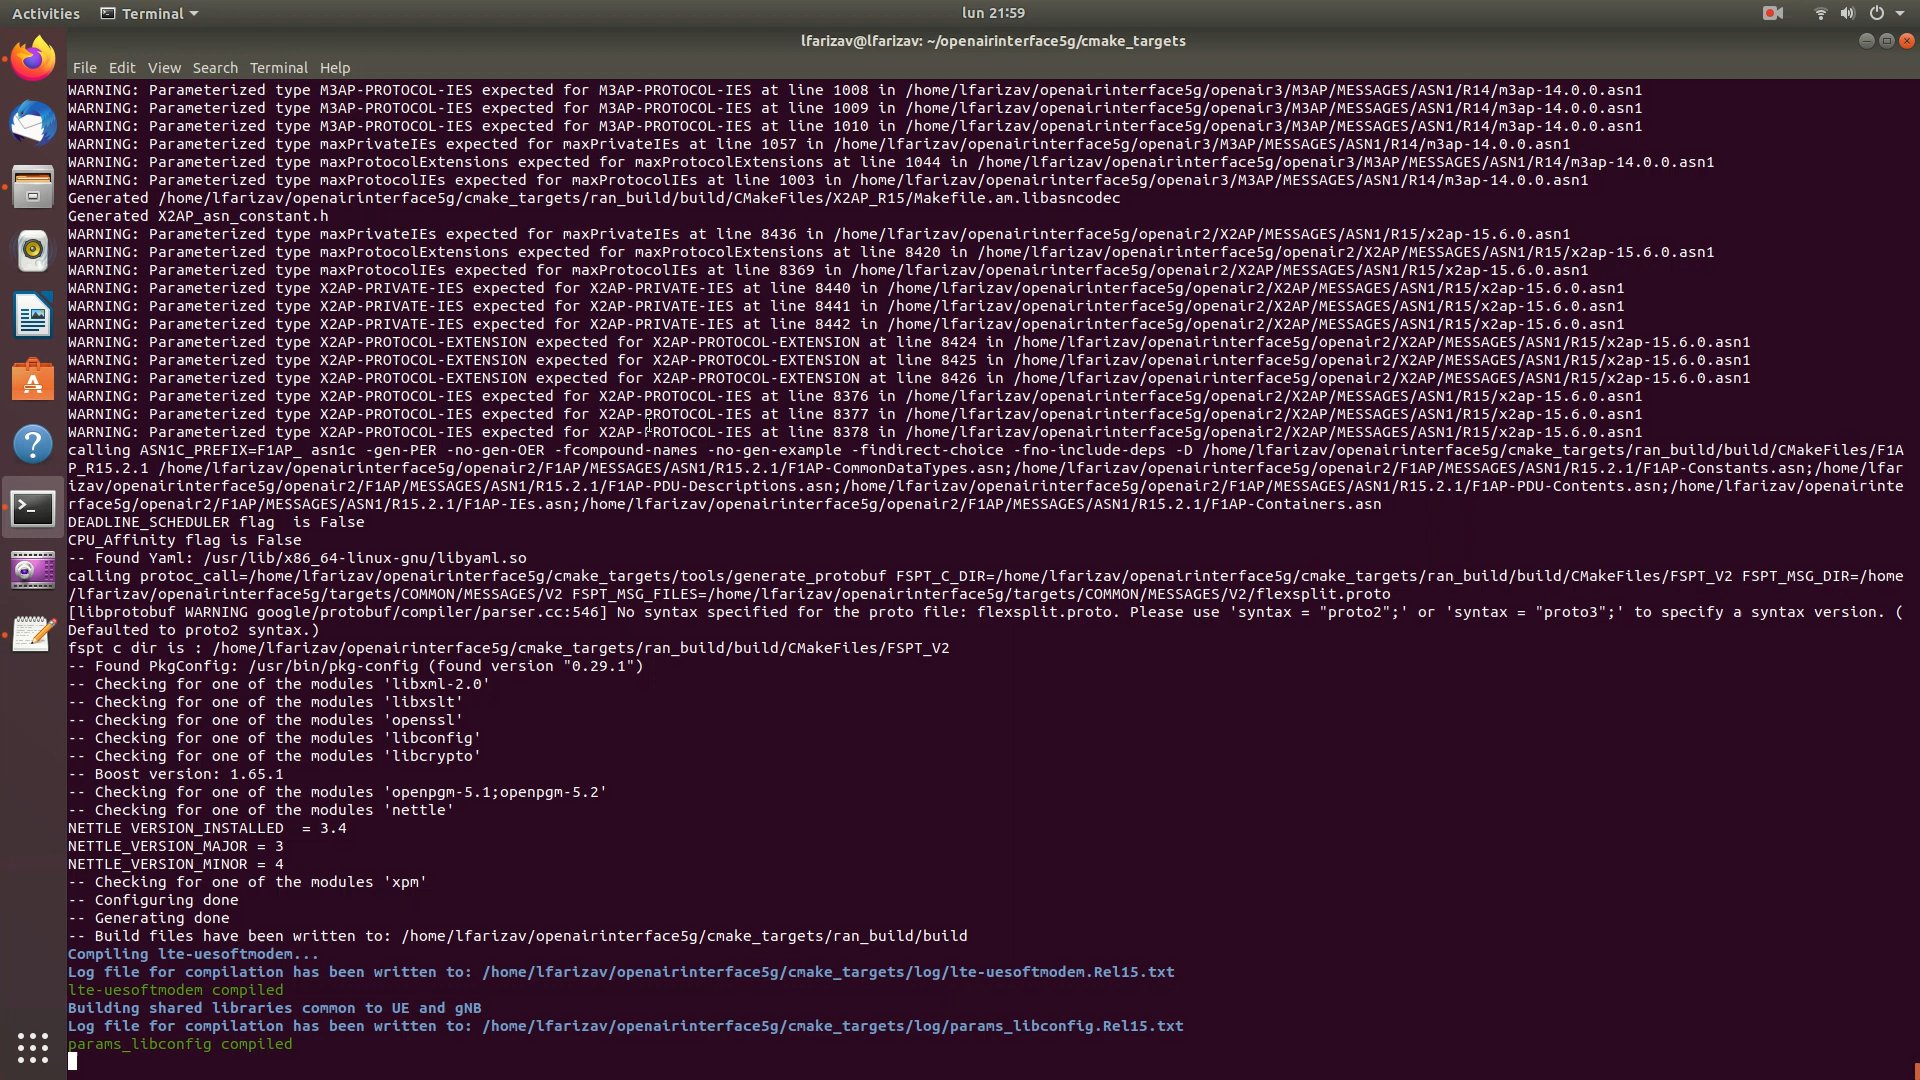 Activities
Terminal
lun 21:59
lfarizav@lfarizav: ~/openairinterface5g/cmake_targets
File Edit View Search Terminal Help
WARNING: Parameterized type M3AP-PROTOCOL-IES expected for M3AP-PROTOCOL-IES at line 1008 in /home/lfarizav/openairinterface5g/openair3/M3AP/MESSAGES/ASN1/R14/m3ap-14.0.0.asn1
WARNING: Parameterized type M3AP-PROTOCOL-IES expected for M3AP-PROTOCOL-IES at line 1009 in /home/lfarizav/openairinterface5g/openair3/M3AP/MESSAGES/ASN1/R14/m3ap-14.0.0.asn1
WARNING: Parameterized type M3AP-PROTOCOL-IES expected for M3AP-PROTOCOL-IES at line 1010 in /home/lfarizav/openairinterface5g/openair3/M3AP/MESSAGES/ASN1/R14/m3ap-14.0.0.asn1
WARNING: Parameterized type maxPrivateIEs expected for maxPrivateIEs at line 1057 in /home/lfarizav/openairinterface5g/openair3/M3AP/MESSAGES/ASN1/R14/m3ap-14.0.0.asn1
WARNING: Parameterized type maxProtocolExtensions expected for maxProtocolExtensions at line 1044 in /home/lfarizav/openairinterface5g/openair3/M3AP/MESSAGES/ASN1/R14/m3ap-14.0.0.asn1
WARNING: Parameterized type maxProtocolIEs expected for maxProtocolIEs at line 1003 in /home/lfarizav/openairinterface5g/openair3/M3AP/MESSAGES/ASN1/R14/m3ap-14.0.0.asn1
Generated /home/lfarizav/openairinterface5g/cmake_targets/ran_build/build/CMakeFiles/X2AP_R15/Makefile.am.libasncodec
Generated X2AP_asn_constant.h
WARNING: Parameterized type maxPrivateIEs expected for maxPrivateIEs at line 8436 in /home/lfarizav/openairinterface5g/openair2/X2AP/MESSAGES/ASN1/R15/x2ap-15.6.0.asn1
WARNING: Parameterized type maxProtocolExtensions expected for maxProtocolExtensions at line 8420 in /home/lfarizav/openairinterface5g/openair2/X2AP/MESSAGES/ASN1/R15/x2ap-15.6.0.asn1
WARNING: Parameterized type maxProtocolIEs expected for maxProtocolIEs at line 8369 in /home/lfarizav/openairinterface5g/openair2/X2AP/MESSAGES/ASN1/R15/x2ap-15.6.0.asn1
WARNING: Parameterized type X2AP-PRIVATE-IES expected for X2AP-PRIVATE-IES at line 8440 in /home/lfarizav/openairinterface5g/openair2/X2AP/MESSAGES/ASN1/R15/x2ap-15.6.0.asn1
WARNING: Parameterized type X2AP-PRIVATE-IES expected for X2AP-PRIVATE-IES at line 8441 in /home/lfarizav/openairinterface5g/openair2/X2AP/MESSAGES/ASN1/R15/x2ap-15.6.0.asn1
WARNING: Parameterized type X2AP-PRIVATE-IES expected for X2AP-PRIVATE-IES at line 8442 in /home/lfarizav/openairinterface5g/openair2/X2AP/MESSAGES/ASN1/R15/x2ap-15.6.0.asn1
WARNING: Parameterized type X2AP-PROTOCOL-EXTENSION expected for X2AP-PROTOCOL-EXTENSION at line 8424 in /home/lfarizav/openairinterface5g/openair2/X2AP/MESSAGES/ASN1/R15/x2ap-15.6.0.asn1
WARNING: Parameterized type X2AP-PROTOCOL-EXTENSION expected for X2AP-PROTOCOL-EXTENSION at line 8425 in /home/lfarizav/openairinterface5g/openair2/X2AP/MESSAGES/ASN1/R15/x2ap-15.6.0.asn1
WARNING: Parameterized type X2AP-PROTOCOL-EXTENSION expected for X2AP-PROTOCOL-EXTENSION at line 8426 in /home/lfarizav/openairinterface5g/openair2/X2AP/MESSAGES/ASN1/R15/x2ap-15.6.0.asn1
WARNING: Parameterized type X2AP-PROTOCOL-IES expected for X2AP-PROTOCOL-IES at line 8376 in /home/lfarizav/openairinterface5g/openair2/X2AP/MESSAGES/ASN1/R15/x2ap-15.6.0.asn1
WARNING: Parameterized type X2AP-PROTOCOL-IES expected for X2AP-PROTOCOL-IES at line 8377 in /home/lfarizav/openairinterface5g/openair2/X2AP/MESSAGES/ASN1/R15/x2ap-15.6.0.asn1
WARNING: Parameterized type X2AP-PROTOCOL-IES expected for X2AP-PROTOCOL-IES at line 8378 in /home/lfarizav/openairinterface5g/openair2/X2AP/MESSAGES/ASN1/R15/x2ap-15.6.0.asn1
calling ASN1C_PREFIX=F1AP_ asn1c -gen-PER -no-gen-OER -fcompound-names -no-gen-example -findirect-choice -fno-include-deps -D /home/lfarizav/openairinterface5g/cmake_targets/ran_build/build/CMakeFiles/F1A
P_R15.2.1 /home/lfarizav/openairinterface5g/openair2/F1AP/MESSAGES/ASN1/R15.2.1/F1AP-CommonDataTypes.asn;/home/lfarizav/openairinterface5g/openair2/F1AP/MESSAGES/ASN1/R15.2.1/F1AP-Constants.asn;/home/lfar
izav/openairinterface5g/openair2/F1AP/MESSAGES/ASN1/R15.2.1/F1AP-PDU-Descriptions.asn;/home/lfarizav/openairinterface5g/openair2/F1AP/MESSAGES/ASN1/R15.2.1/F1AP-PDU-Contents.asn;/home/lfarizav/openairinte
rface5g/openair2/F1AP/MESSAGES/ASN1/R15.2.1/F1AP-IEs.asn;/home/lfarizav/openairinterface5g/openair2/F1AP/MESSAGES/ASN1/R15.2.1/F1AP-Containers.asn
DEADLINE_SCHEDULER flag  is False
CPU_Affinity flag is False
-- Found Yaml: /usr/lib/x86_64-linux-gnu/libyaml.so
calling protoc_call=/home/lfarizav/openairinterface5g/cmake_targets/tools/generate_protobuf FSPT_C_DIR=/home/lfarizav/openairinterface5g/cmake_targets/ran_build/build/CMakeFiles/FSPT_V2 FSPT_MSG_DIR=/home
/lfarizav/openairinterface5g/targets/COMMON/MESSAGES/V2 FSPT_MSG_FILES=/home/lfarizav/openairinterface5g/targets/COMMON/MESSAGES/V2/flexsplit.proto
[libprotobuf WARNING google/protobuf/compiler/parser.cc:546] No syntax specified for the proto file: flexsplit.proto. Please use 'syntax = "proto2";' or 'syntax = "proto3";' to specify a syntax version. (
Defaulted to proto2 syntax.)
fspt c dir is : /home/lfarizav/openairinterface5g/cmake_targets/ran_build/build/CMakeFiles/FSPT_V2
-- Found PkgConfig: /usr/bin/pkg-config (found version "0.29.1")
-- Checking for one of the modules 'libxml-2.0'
-- Checking for one of the modules 'libxslt'
-- Checking for one of the modules 'openssl'
-- Checking for one of the modules 'libconfig'
-- Checking for one of the modules 'libcrypto'
-- Boost version: 1.65.1
-- Checking for one of the modules 'openpgm-5.1;openpgm-5.2'
-- Checking for one of the modules 'nettle'
NETTLE VERSION_INSTALLED  = 3.4
NETTLE_VERSION_MAJOR = 3
NETTLE_VERSION_MINOR = 4
-- Checking for one of the modules 'xpm'
-- Configuring done
-- Generating done
-- Build files have been written to: /home/lfarizav/openairinterface5g/cmake_targets/ran_build/build
Compiling lte-uesoftmodem...
Log file for compilation has been written to: /home/lfarizav/openairinterface5g/cmake_targets/log/lte-uesoftmodem.Rel15.txt
lte-uesoftmodem compiled
Building shared libraries common to UE and gNB
Log file for compilation has been written to: /home/lfarizav/openairinterface5g/cmake_targets/log/params_libconfig.Rel15.txt
params_libconfig compiled